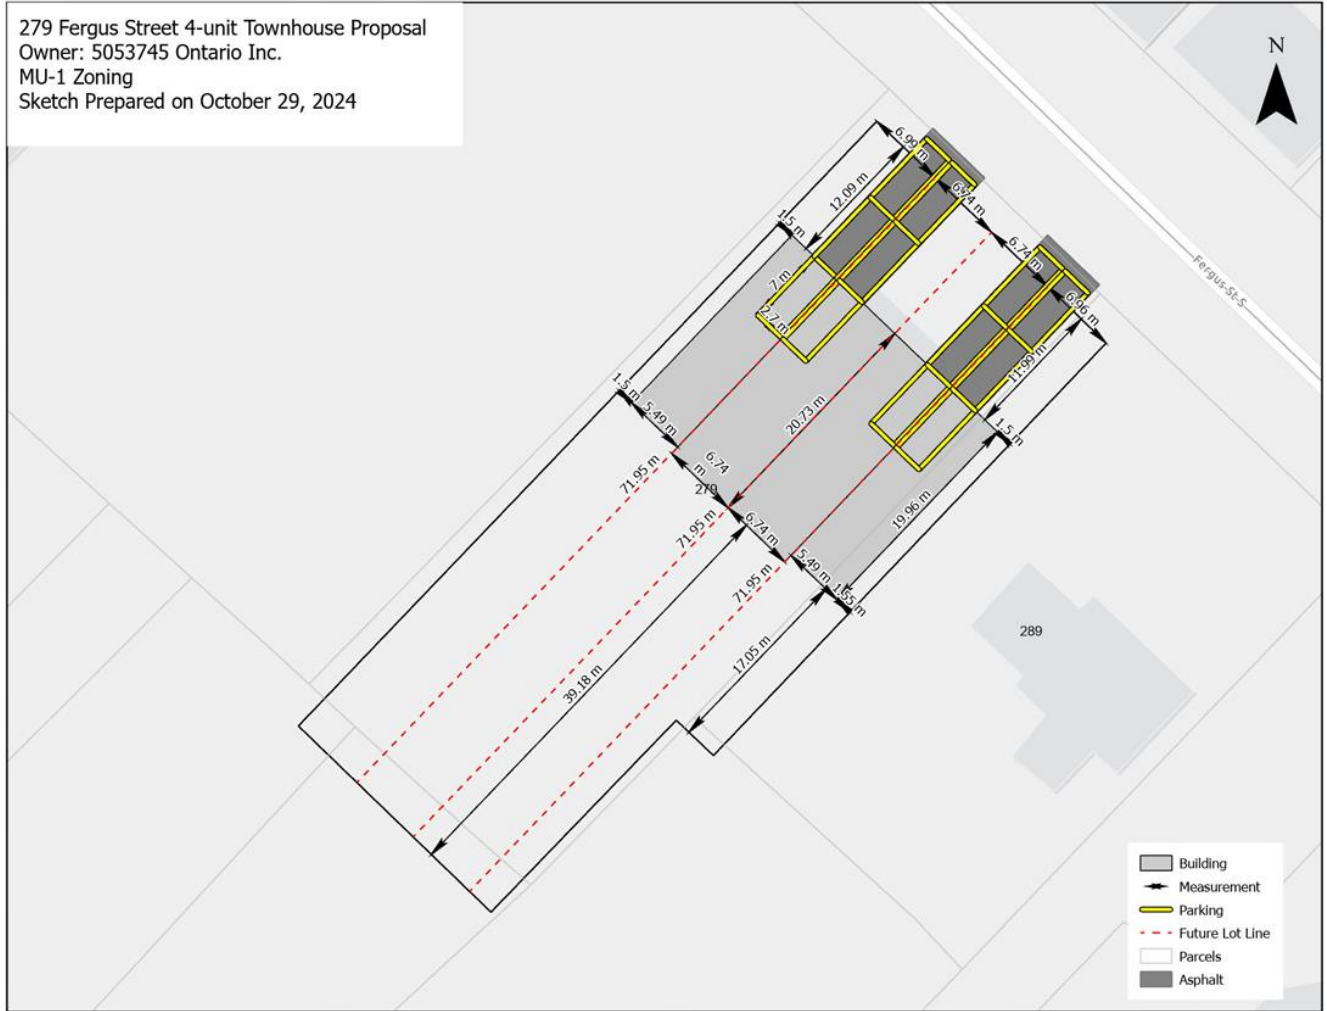 279 Fergus Street 4-unit Townhouse Proposal
Owner: 5053745 Ontario Inc.
MU-1 Zoning
Sketch Prepared on October 29, 2024
N
6.99 m
12.09 m
6.74 m
1.5 m
6.74 m
Fergus-St-S
7 m
6.96 m
2.7 m
11.99 m
1.5 m
5.49 m
20.73 m
1.5 m
71.95 m
6.74
m
279
19.96 m
71.95 m
6.74 m
71.95 m
5.49 m
1.55 m
289
17.05 m
39.18 m
Building
Measurement
Parking
Future Lot Line
Parcels
Asphalt